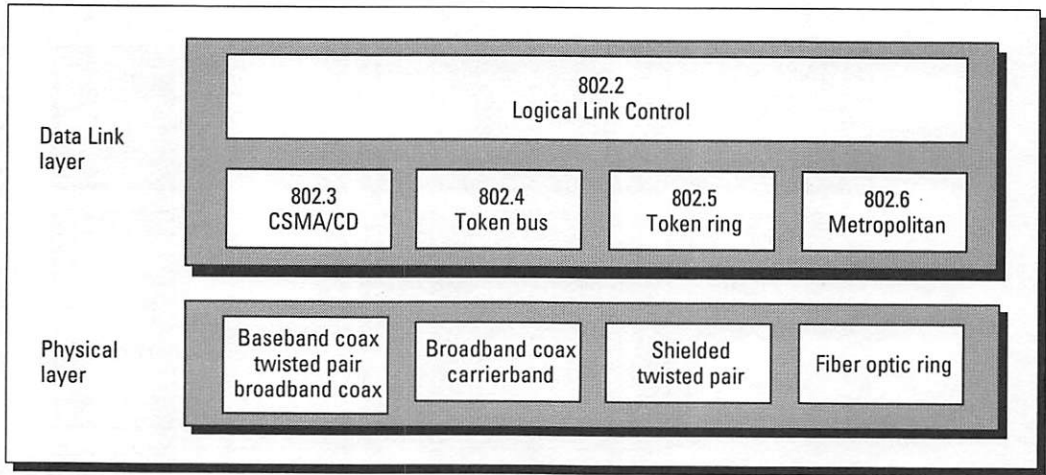 Data Link
layer
802.2
Logical Link Control
802.3
CSMA/CD
802.4
Token bus
802.5
Token ring
802.6
Metropolitan
Physical
layer
Baseband coax
twisted pair
broadband coax
Broadband coax
carrierband
Shielded
twisted pair
Fiber optic ring